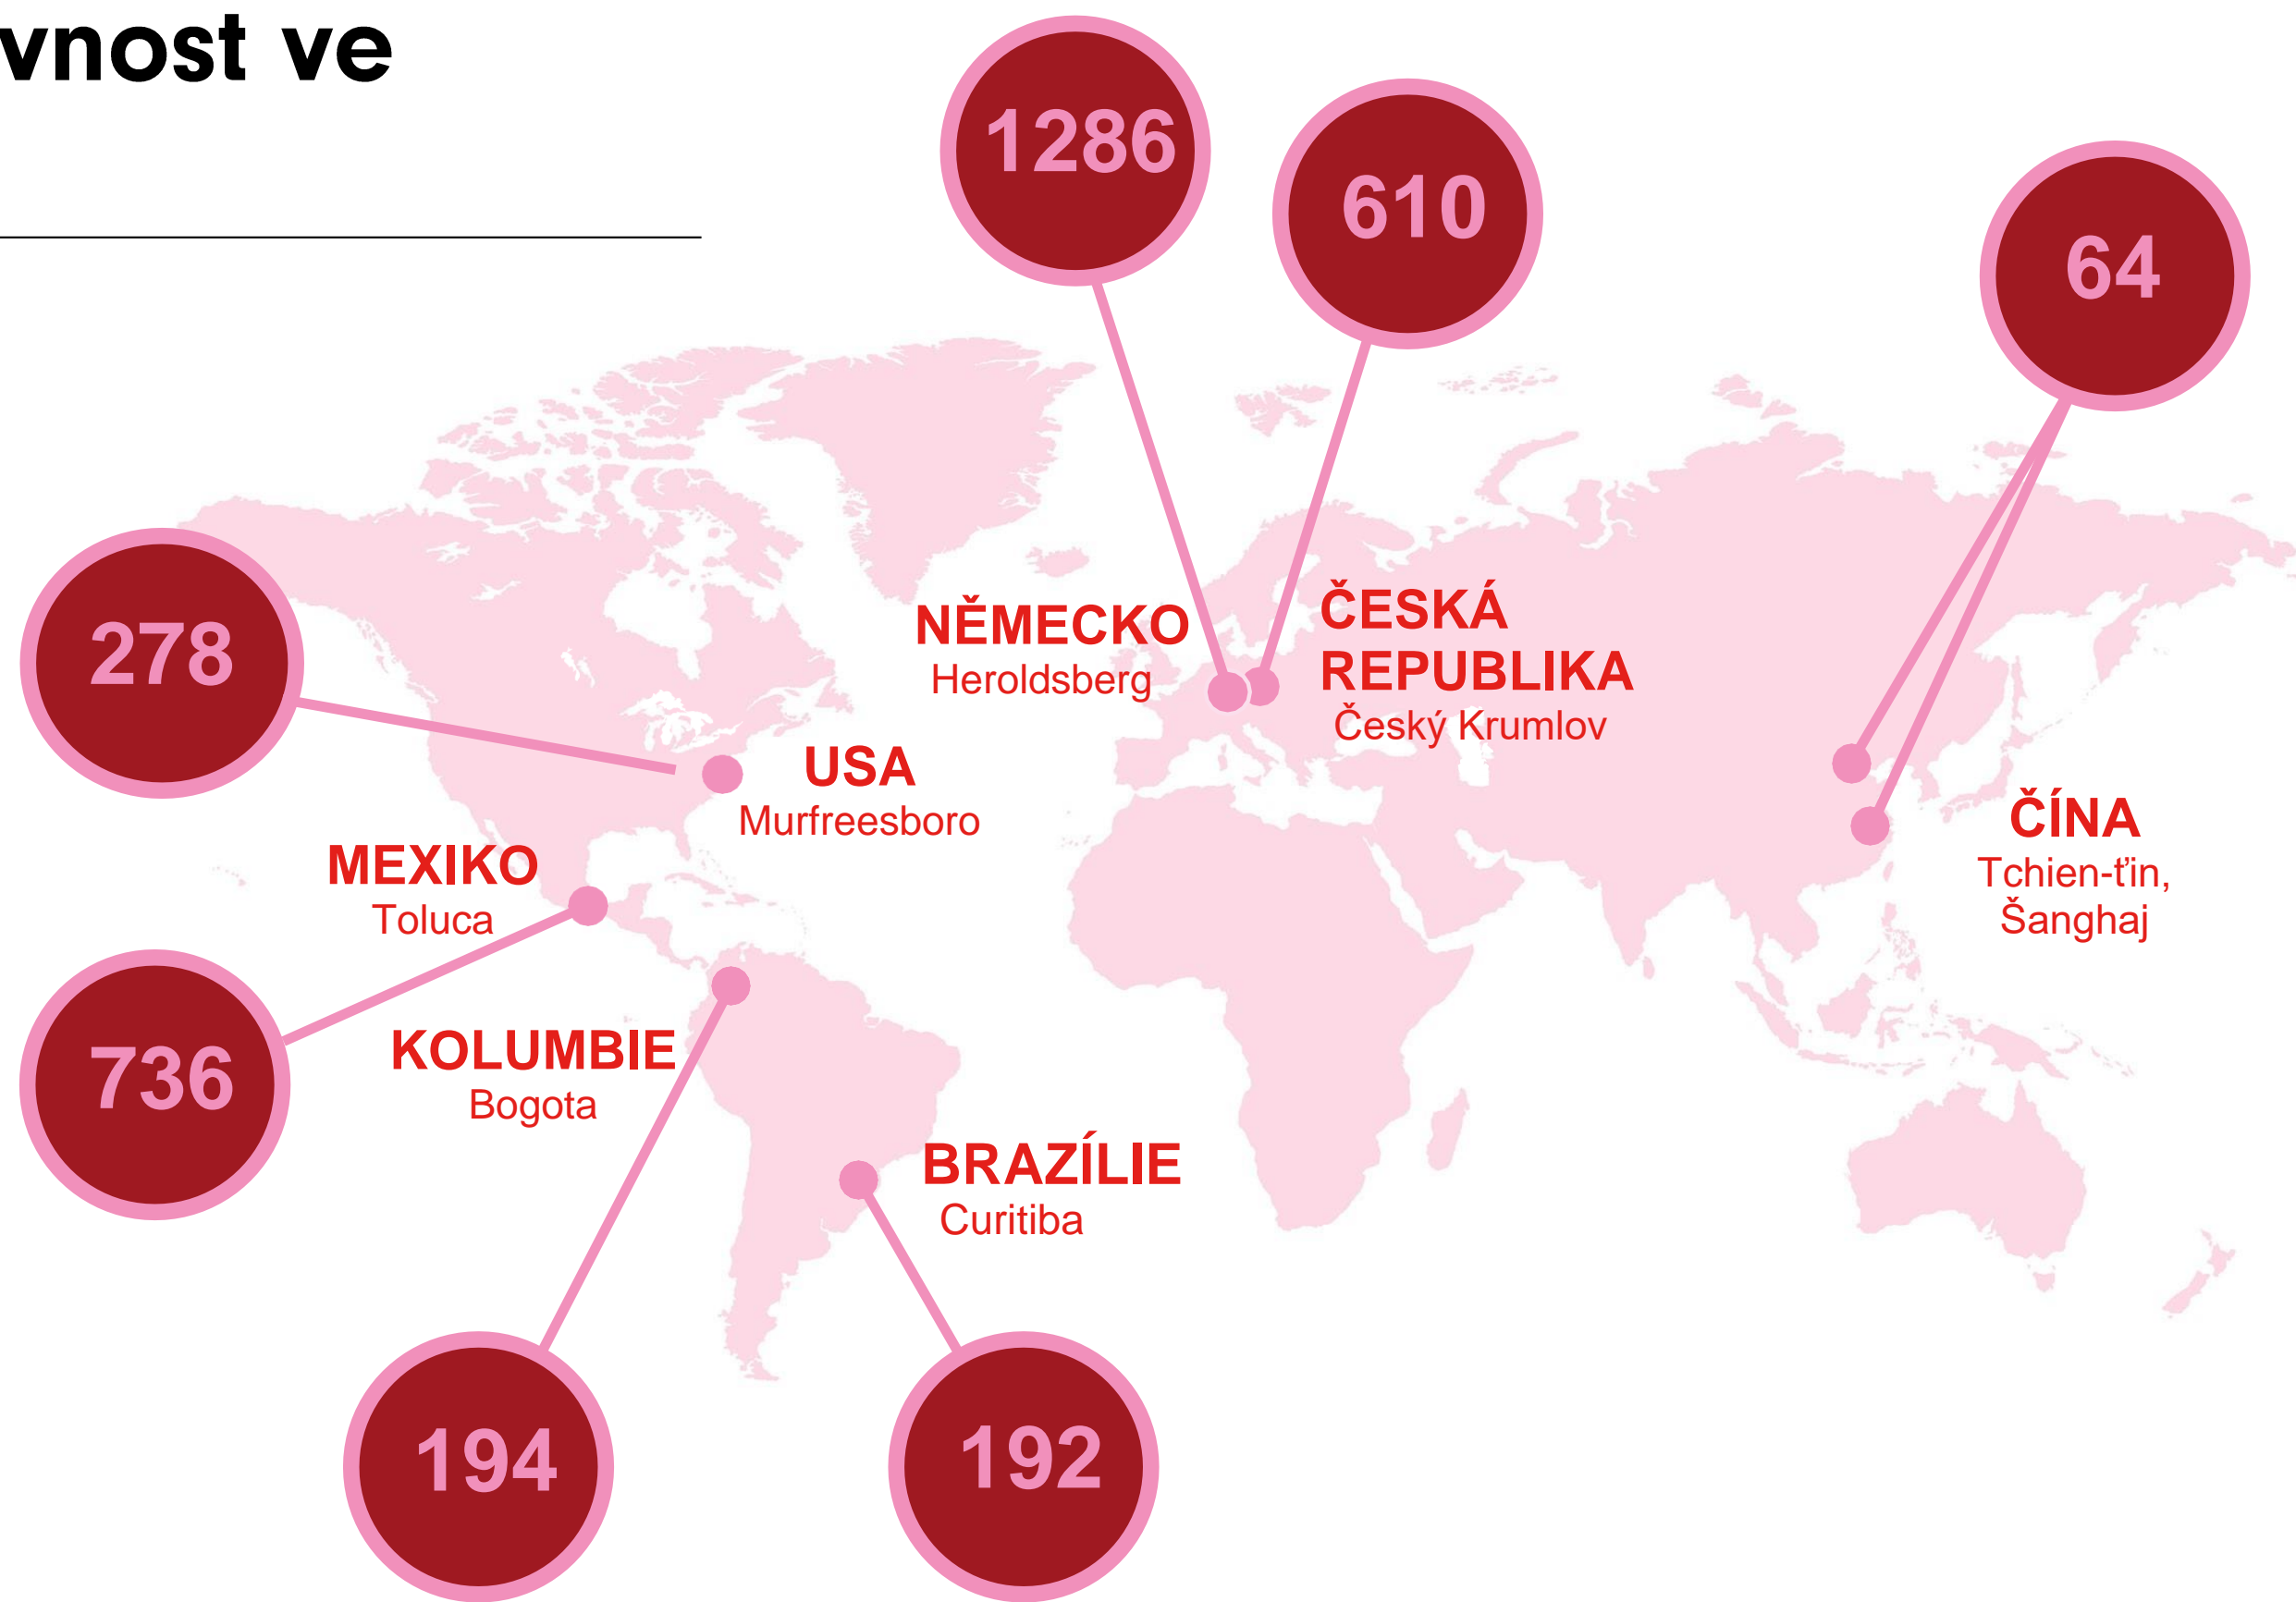 vnost ve
1286
610
64
278
NĚMECKO
Heroldsberg
ČESKÁ
REPUBLIKA
Český Krumlov
USA
Murfreesboro
ČÍNA
Tchien-ťin,
Šanghaj
MEXIKO
Toluca
736
KOLUMBIE
Bogota
BRAZÍLIE
Curitiba
194
192